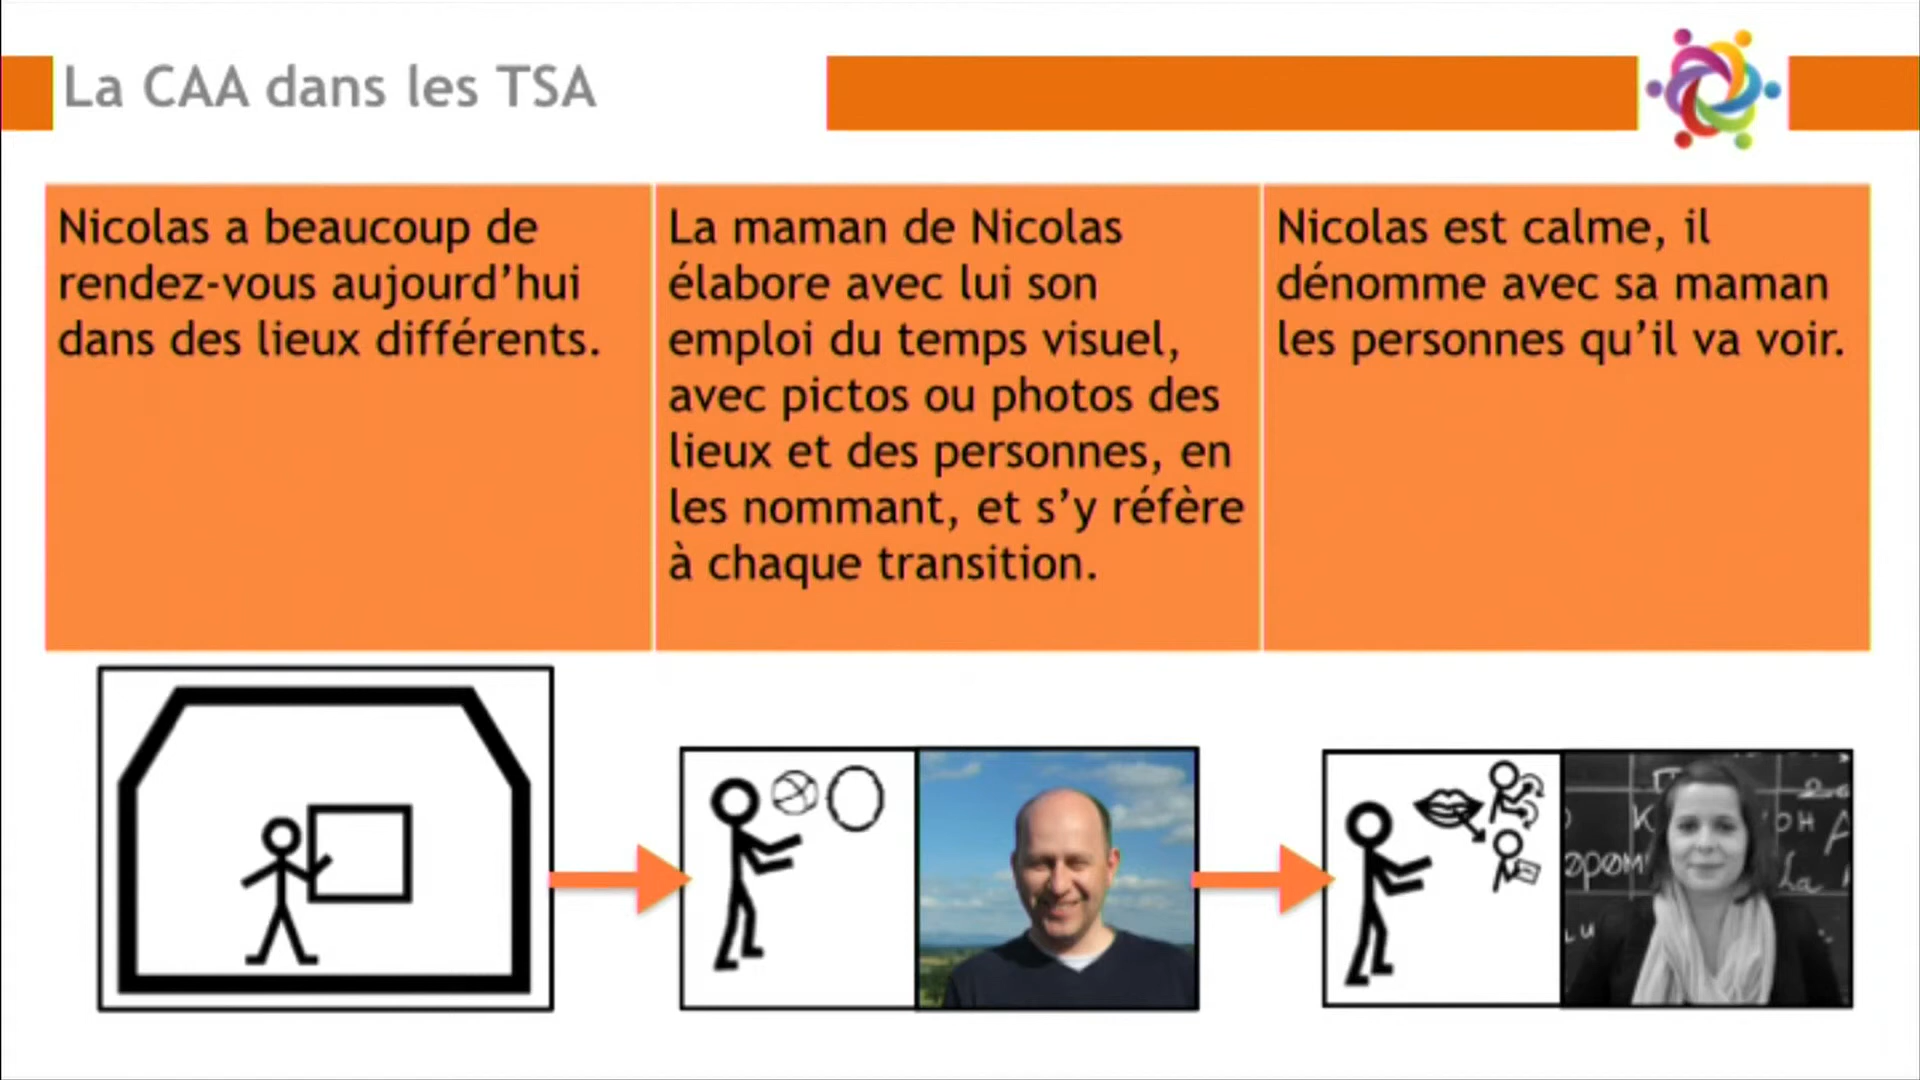 La CAA dans les TSA
Nicolas a beaucoup de
rendez-vous aujourd’hui
dans des lieux différents.
La maman de Nicolas
élabore avec lui son
emploi du temps visuel,
avec pictos ou photos des
lieux et des personnes, en
les nommant, et s’y réfère
à chaque transition.
Nicolas est calme, il
dénomme avec sa maman
les personnes qu’il va voir.